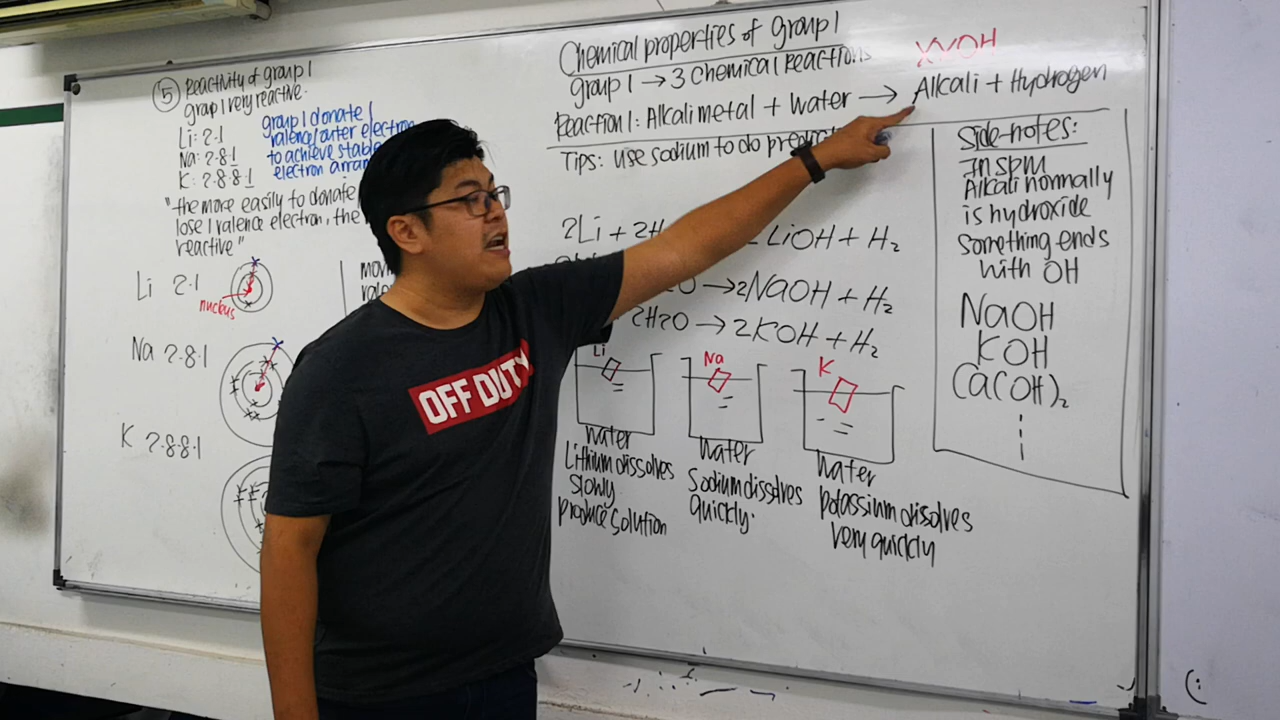 5 Reactivity of group 1
group 1 very reactive.
Li: 2·1
Na: 2·8·1
K: 2·8·8·1
group 1 donate 1
valence/outer electron
to achieve stable
electron
"the more easily to donate/
lose 1 valence electron, the
reactive"
Li 2·1
nucleus
Na 2·8·1
K 2·8·8·1
Chemical properties of group 1
group 1 → 3 Chemical Reactions
XYOH
Reaction 1: Alkali metal + water → Alkali + Hydrogen
Tips: use sodium to do
2Li + LiOH + H2
→ 2NaOH + H2
2H2O → 2KOH + H2
Li
Na
K
water
Lithium dissolves
slowly
produce solution
water
Sodium dissolves
quickly.
water
potassium dissolves
very quickly
Side-notes:
In spm
Alkali normally
is hydroxide
something ends
with OH
NaOH
KOH
Ca(OH)2
OFF DUTY